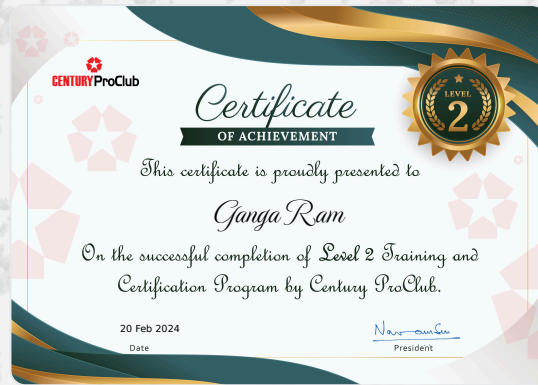 CENTURY ProClub
Certificate
OF ACHIEVEMENT
LEVEL
2
This certificate is proudly presented to
Ganga Ram
On the successful completion of Level 2 Training and
Certification Program by Century ProClub.
20 Feb 2024
Date
President